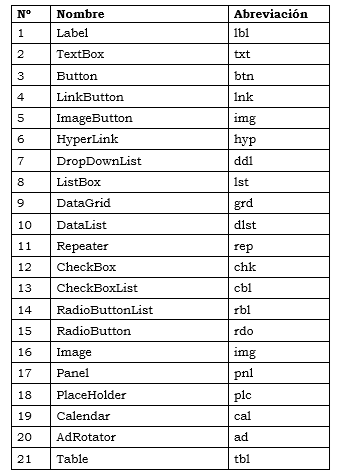 Nº Nombre Abreviación
1 Label lbl
2 TextBox txt
3 Button btn
4 LinkButton lnk
5 ImageButton img
6 HyperLink hyp
7 DropDownList ddl
8 ListBox lst
9 DataGrid grd
10 DataList dlst
11 Repeater rep
12 CheckBox chk
13 CheckBoxList cbl
14 RadioButtonList rbl
15 RadioButton rdo
16 Image img
17 Panel pnl
18 PlaceHolder plc
19 Calendar cal
20 AdRotator ad
21 Table tbl